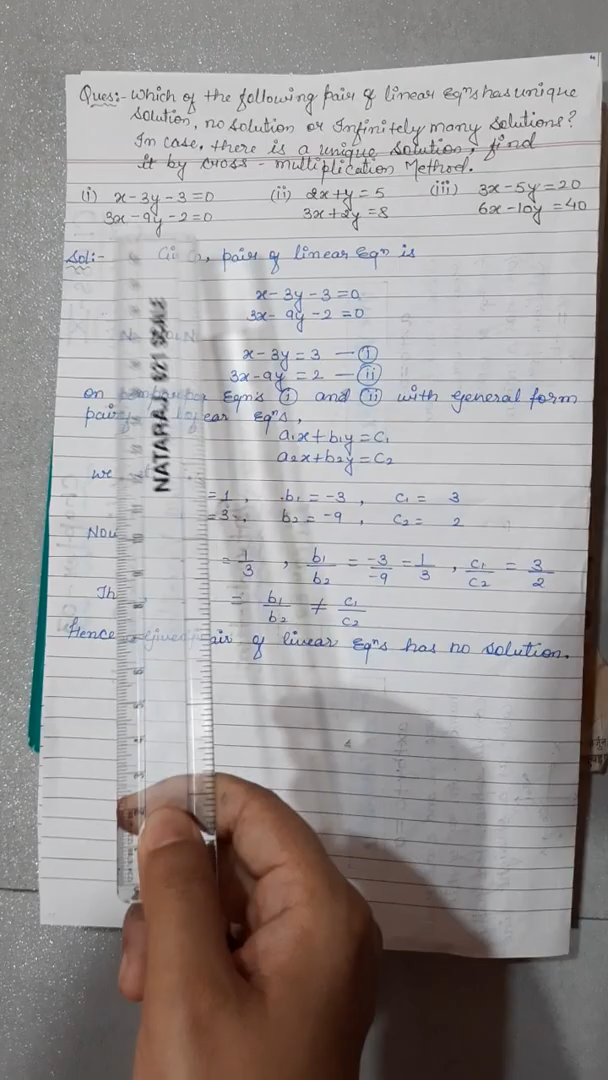 Ques:- Which of the following pair of linear Eqⁿs has unique
solution, no solution or Infinitely many solutions?
In case, there is a unique solution, find
it by cross-multiplication Method.
(i) x-3y-3=0 (ii) 2x+y=5 (iii) 3x-5y=20
3x-9y-2=0 3x+2y=8 6x-10y=40
Sol:- pair of linear Eqⁿ is
x-3y-3=0
3x-9y-2=0
x-3y=3 —(i)
3x-9y=2 —(ii)
on Eqⁿs (i) and (ii) with general form
Eqⁿs,
a₁x+b₁y=C₁
a₂x+b₂y=C₂
we
=1, b₁=-3, C₁= 3
=3, b₂=-9, C₂= 2
=1/3, b₁/b₂ = -3/-9 = 1/3, C₁/C₂ = 3/2
= b₁/b₂ ≠ C₁/C₂
Hence of linear Eqⁿs has no solution.
NATARAJ 621 SCALE